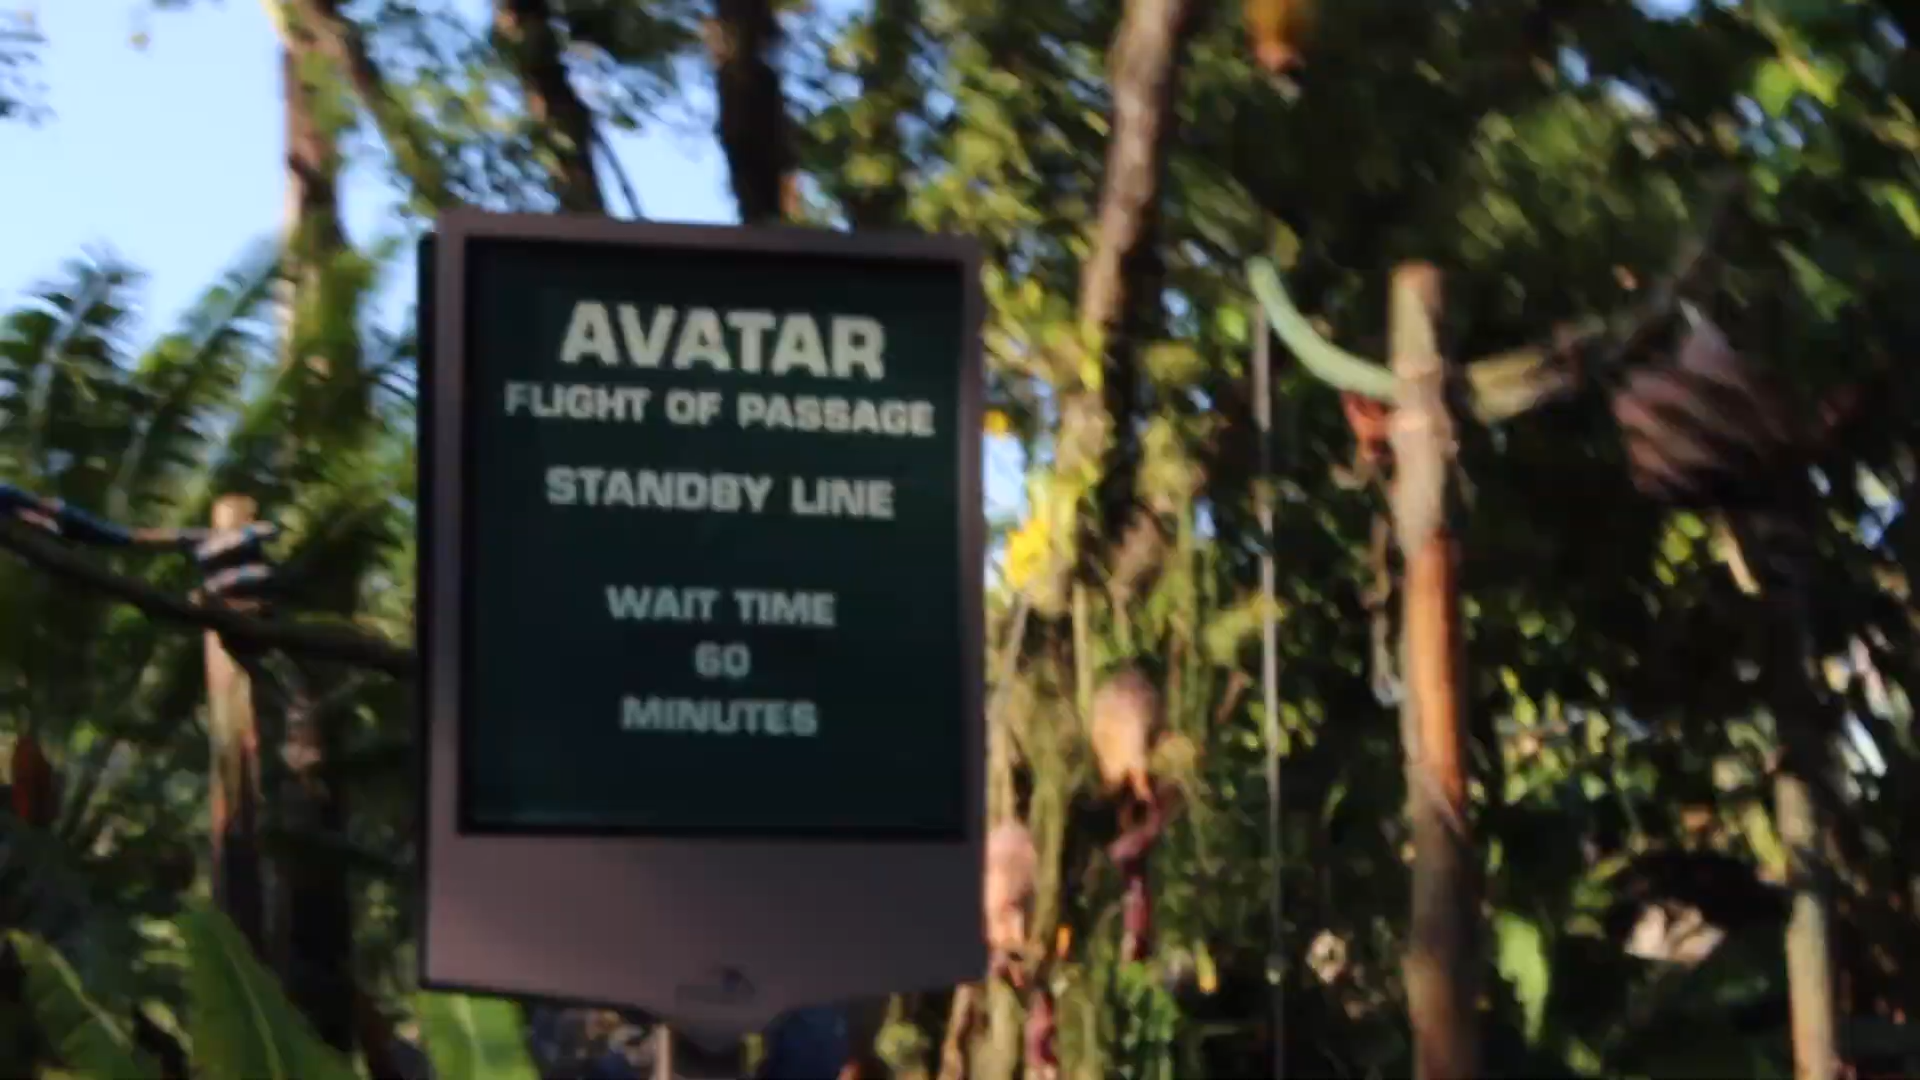 AVATAR
FLIGHT OF PASSAGE
STANDBY LINE
WAIT TIME
60
MINUTES